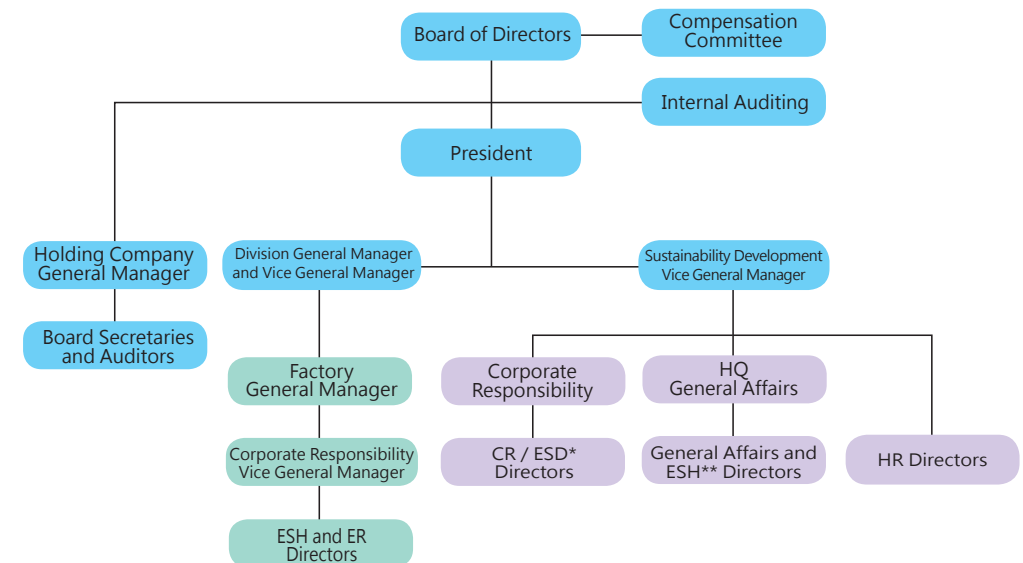 Board of Directors
Compensation
Committee
Internal Auditing
President
Holding Company
General Manager
Division General Manager
and Vice General Manager
Sustainability Development
Vice General Manager
Board Secretaries
and Auditors
Factory
General Manager
Corporate
Responsibility
HQ
General Affairs
Corporate Responsibility
Vice General Manager
CR / ESD*
Directors
General Affairs and
ESH** Directors
HR Directors
ESH and ER
Directors